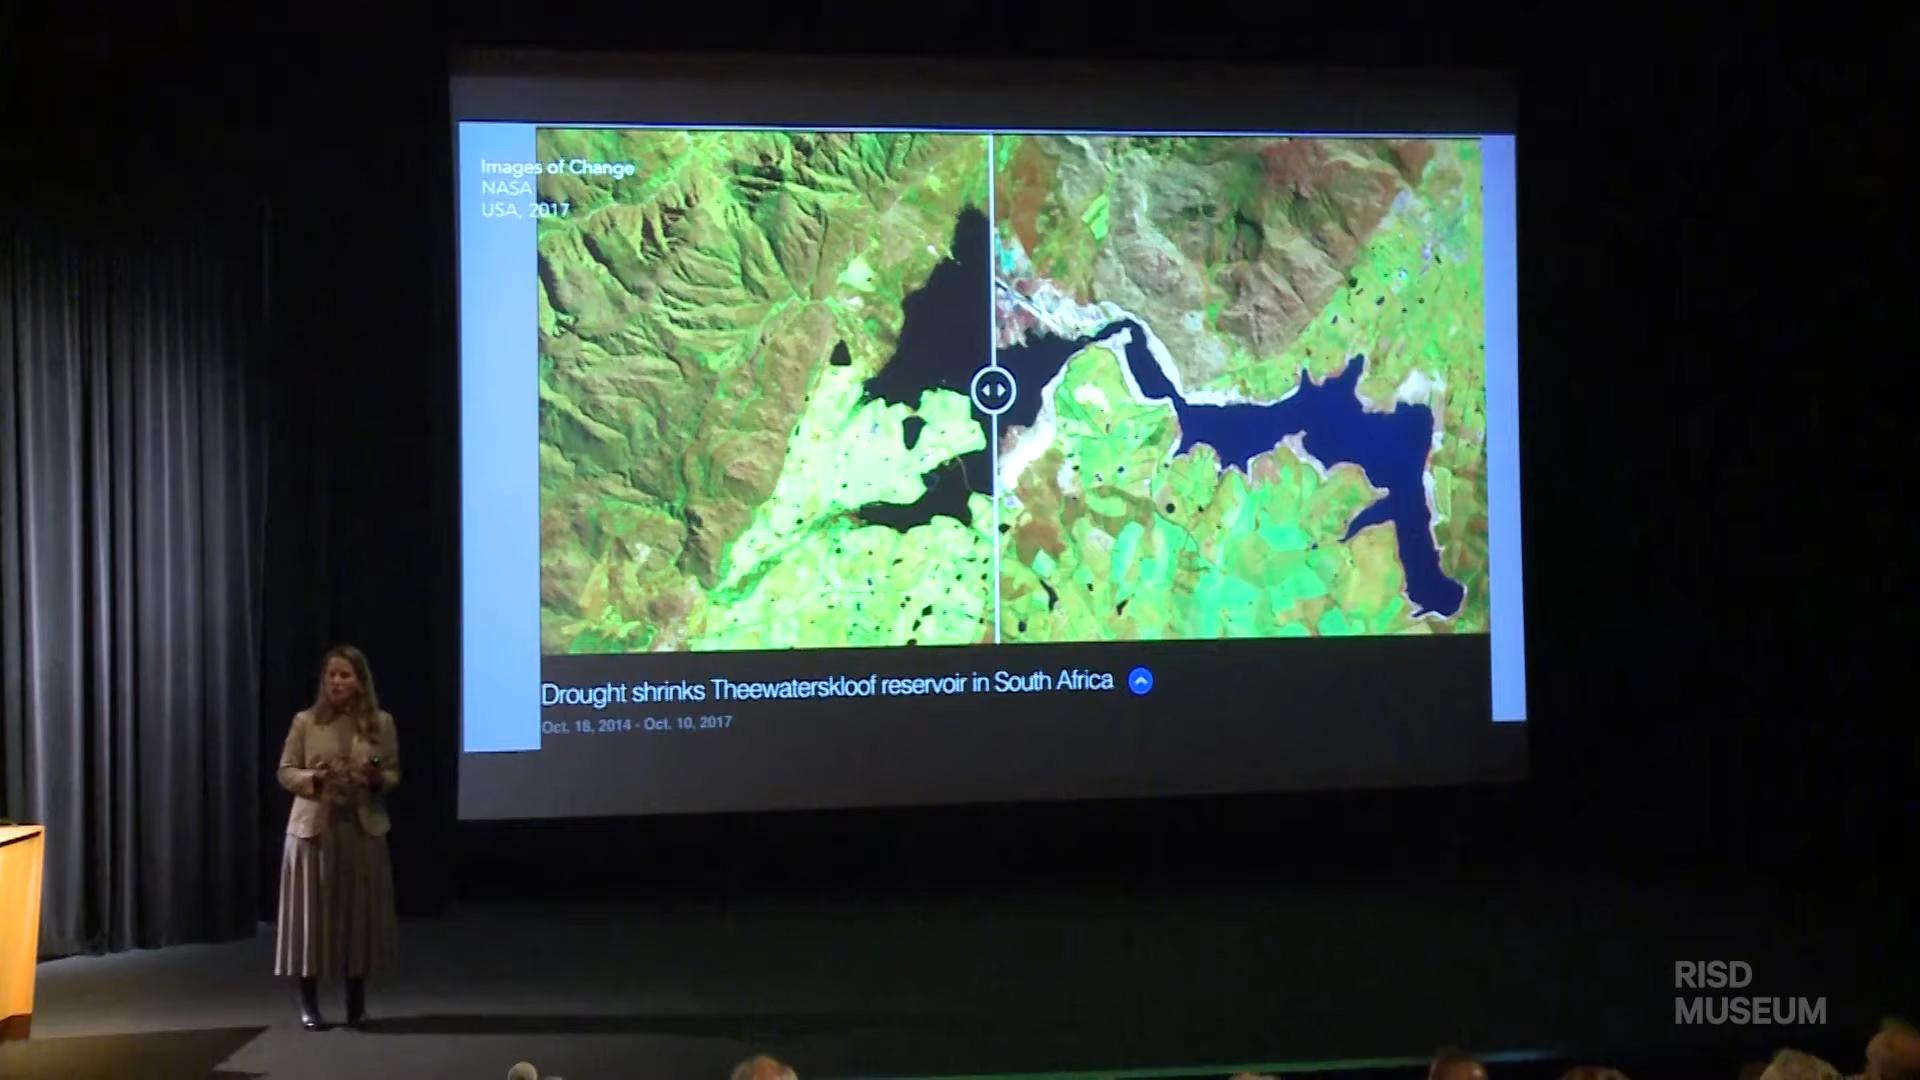 Images of Change
NASA
USA, 2017
Drought shrinks Theewaterskloof reservoir in South Africa
Oct. 18, 2014 - Oct. 10, 2017
RISD
MUSEUM